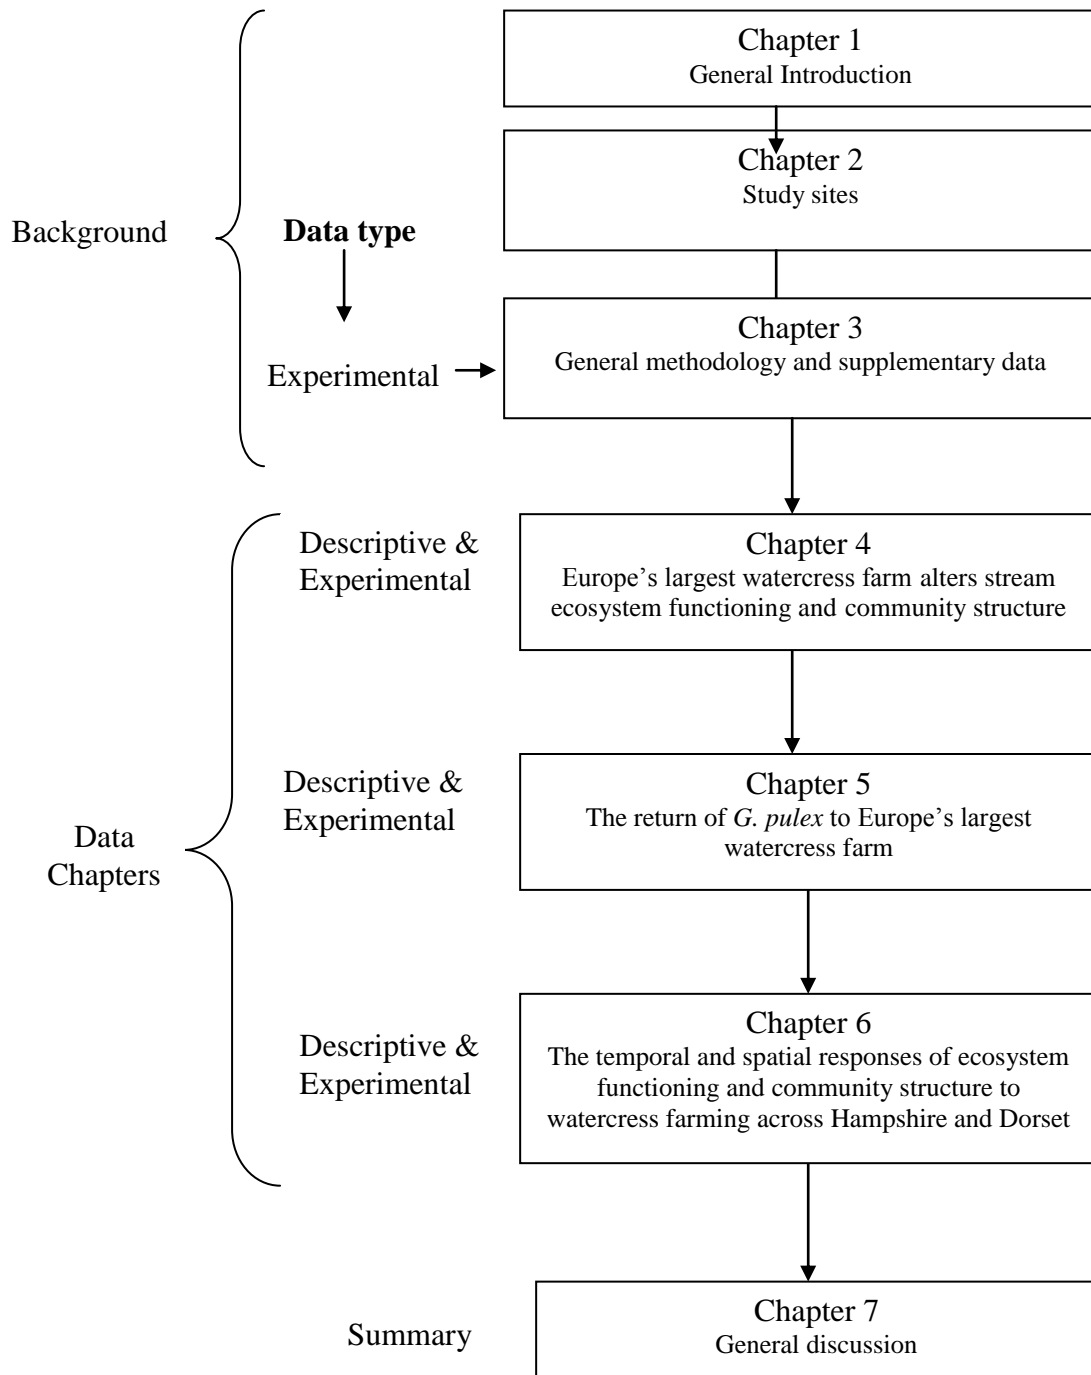 Chapter 1
General Introduction
Chapter 2
Study sites
Background
Data type
Chapter 3
General methodology and supplementary data
Experimental
Descriptive &
Experimental
Chapter 4
Europe's largest watercress farm alters stream
ecosystem functioning and community structure
Descriptive &
Experimental
Chapter 5
The return of G. pulex to Europe's largest
watercress farm
Data
Chapters
Descriptive &
Experimental
Chapter 6
The temporal and spatial responses of ecosystem
functioning and community structure to
watercress farming across Hampshire and Dorset
Summary
Chapter 7
General discussion